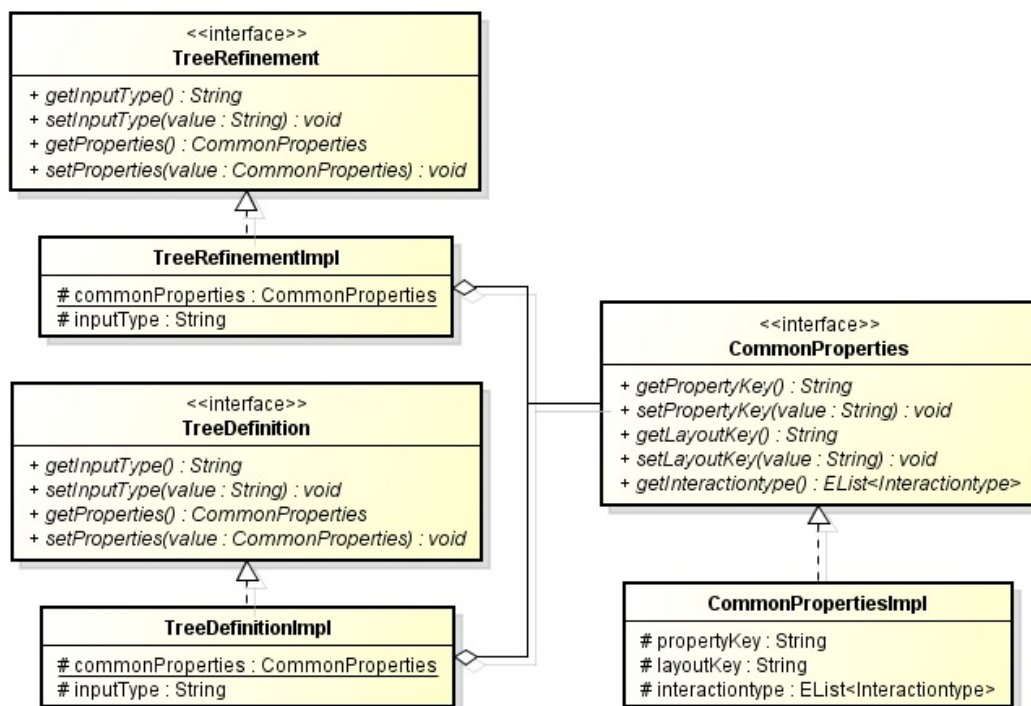 <<interface>>
TreeRefinement
+ getInputType() : String
+ setInputType(value : String) : void
+ getProperties() : CommonProperties
+ setProperties(value : CommonProperties) : void
TreeRefinementImpl
# commonProperties : CommonProperties
# inputType : String
<<interface>>
TreeDefinition
+ getInputType() : String
+ setInputType(value : String) : void
+ getProperties() : CommonProperties
+ setProperties(value : CommonProperties) : void
TreeDefinitionImpl
# commonProperties : CommonProperties
# inputType : String
<<interface>>
CommonProperties
+ getPropertyKey() : String
+ setPropertyKey(value : String) : void
+ getLayoutKey() : String
+ setLayoutKey(value : String) : void
+ getInteractiontype() : EList<Interactiontype>
CommonPropertiesImpl
# propertyKey : String
# layoutKey : String
# interactiontype : EList<Interactiontype>